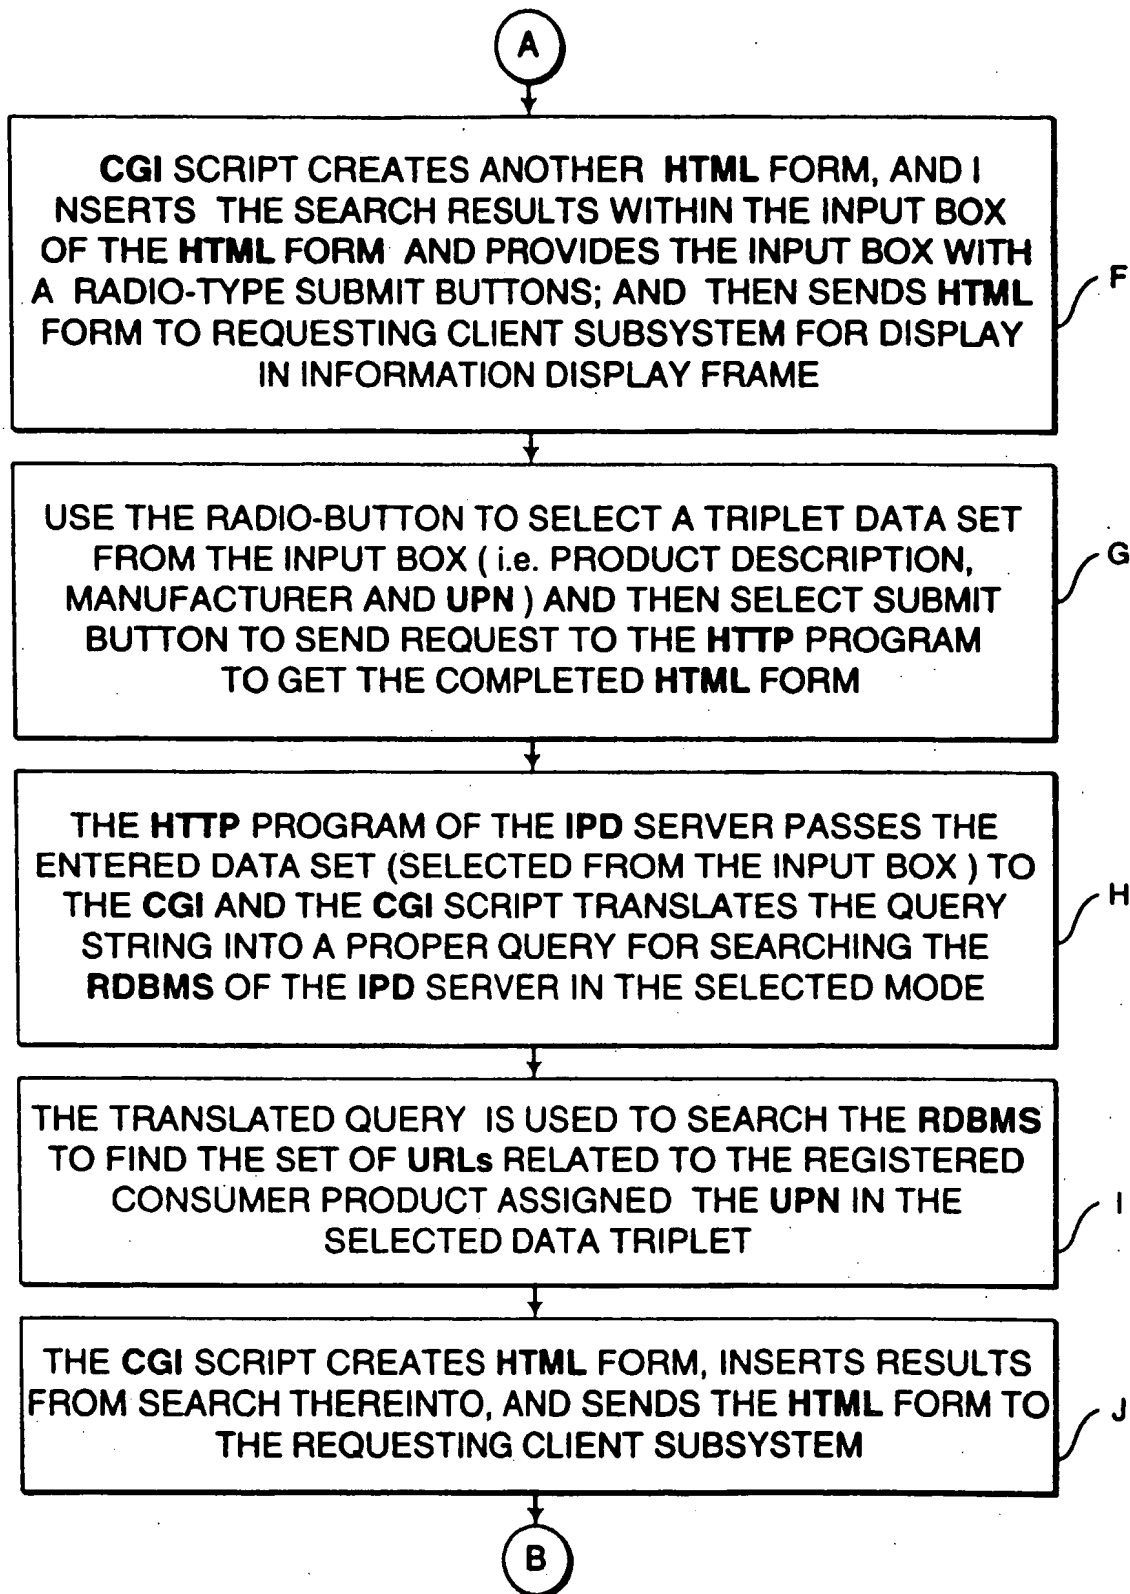 A
CGI SCRIPT CREATES ANOTHER HTML FORM, AND I
NSERTS THE SEARCH RESULTS WITHIN THE INPUT BOX
OF THE HTML FORM AND PROVIDES THE INPUT BOX WITH
A RADIO-TYPE SUBMIT BUTTONS; AND THEN SENDS HTML
FORM TO REQUESTING CLIENT SUBSYSTEM FOR DISPLAY
IN INFORMATION DISPLAY FRAME
F
USE THE RADIO-BUTTON TO SELECT A TRIPLET DATA SET
FROM THE INPUT BOX ( i.e. PRODUCT DESCRIPTION,
MANUFACTURER AND UPN ) AND THEN SELECT SUBMIT
BUTTON TO SEND REQUEST TO THE HTTP PROGRAM
TO GET THE COMPLETED HTML FORM
G
THE HTTP PROGRAM OF THE IPD SERVER PASSES THE
ENTERED DATA SET (SELECTED FROM THE INPUT BOX ) TO
THE CGI AND THE CGI SCRIPT TRANSLATES THE QUERY
STRING INTO A PROPER QUERY FOR SEARCHING THE
RDBMS OF THE IPD SERVER IN THE SELECTED MODE
H
THE TRANSLATED QUERY IS USED TO SEARCH THE RDBMS
TO FIND THE SET OF URLs RELATED TO THE REGISTERED
CONSUMER PRODUCT ASSIGNED THE UPN IN THE
SELECTED DATA TRIPLET
I
THE CGI SCRIPT CREATES HTML FORM, INSERTS RESULTS
FROM SEARCH THEREINTO, AND SENDS THE HTML FORM TO
THE REQUESTING CLIENT SUBSYSTEM
J
B